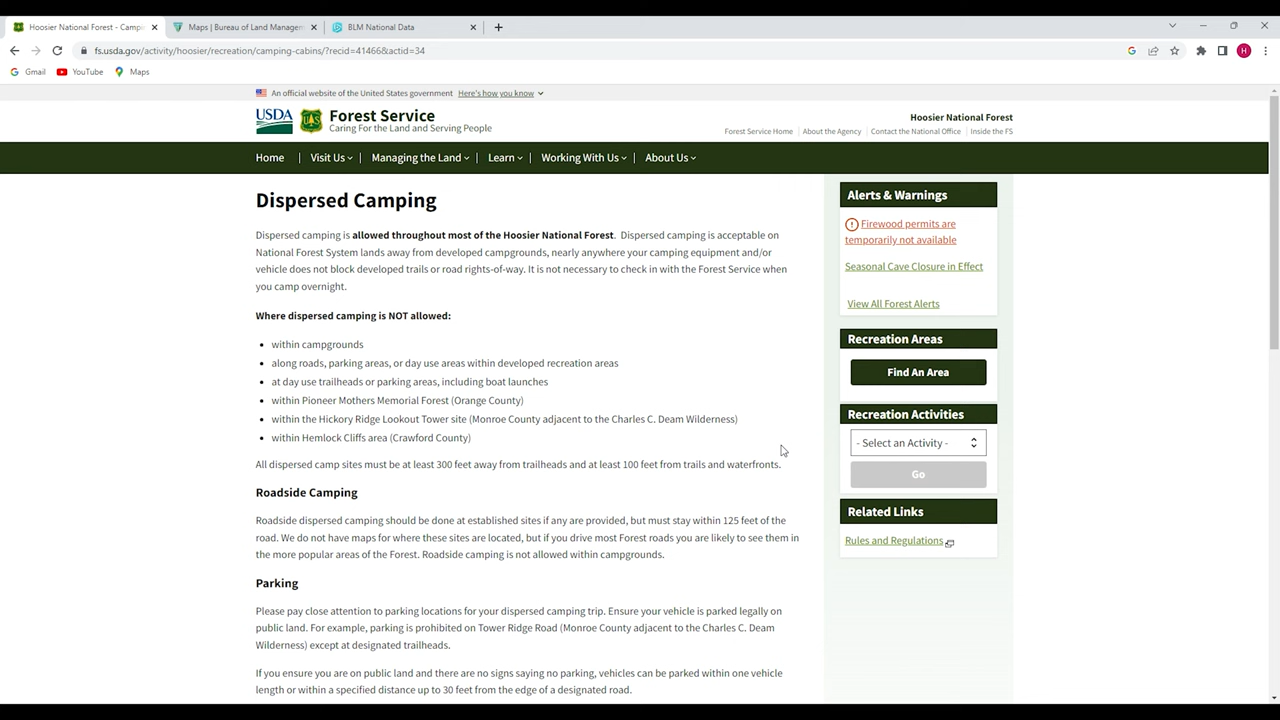 Hoosier National Forest - Campi
Maps | Bureau of Land Managem
BLM National Data
fs.usda.gov/activity/hoosier/recreation/camping-cabins/?recid=41466&actid=34
H
Gmail
YouTube
Maps
An official website of the United States government Here's how you know
USDA
Forest Service
Caring For the Land and Serving People
Hoosier National Forest
Forest Service Home | About the Agency | Contact the National Office | Inside the FS
Home | Visit Us | Managing the Land | Learn | Working With Us | About Us
Dispersed Camping
Dispersed camping is allowed throughout most of the Hoosier National Forest. Dispersed camping is acceptable on
National Forest System lands away from developed campgrounds, nearly anywhere your camping equipment and/or
vehicle does not block developed trails or road rights-of-way. It is not necessary to check in with the Forest Service when
you camp overnight.
Where dispersed camping is NOT allowed:
• within campgrounds
• along roads, parking areas, or day use areas within developed recreation areas
• at day use trailheads or parking areas, including boat launches
• within Pioneer Mothers Memorial Forest (Orange County)
• within the Hickory Ridge Lookout Tower site (Monroe County adjacent to the Charles C. Deam Wilderness)
• within Hemlock Cliffs area (Crawford County)
All dispersed camp sites must be at least 300 feet away from trailheads and at least 100 feet from trails and waterfronts.
Roadside Camping
Roadside dispersed camping should be done at established sites if any are provided, but must stay within 125 feet of the
road. We do not have maps for where these sites are located, but if you drive most Forest roads you are likely to see them in
the more popular areas of the Forest. Roadside camping is not allowed within campgrounds.
Parking
Please pay close attention to parking locations for your dispersed camping trip. Ensure your vehicle is parked legally on
public land. For example, parking is prohibited on Tower Ridge Road (Monroe County adjacent to the Charles C. Deam
Wilderness) except at designated trailheads.
If you ensure you are on public land and there are no signs saying no parking, vehicles can be parked within one vehicle
length or within a specified distance up to 30 feet from the edge of a designated road.
Alerts & Warnings
Firewood permits are
temporarily not available
Seasonal Cave Closure in Effect
View All Forest Alerts
Recreation Areas
Find An Area
Recreation Activities
- Select an Activity -
Go
Related Links
Rules and Regulations